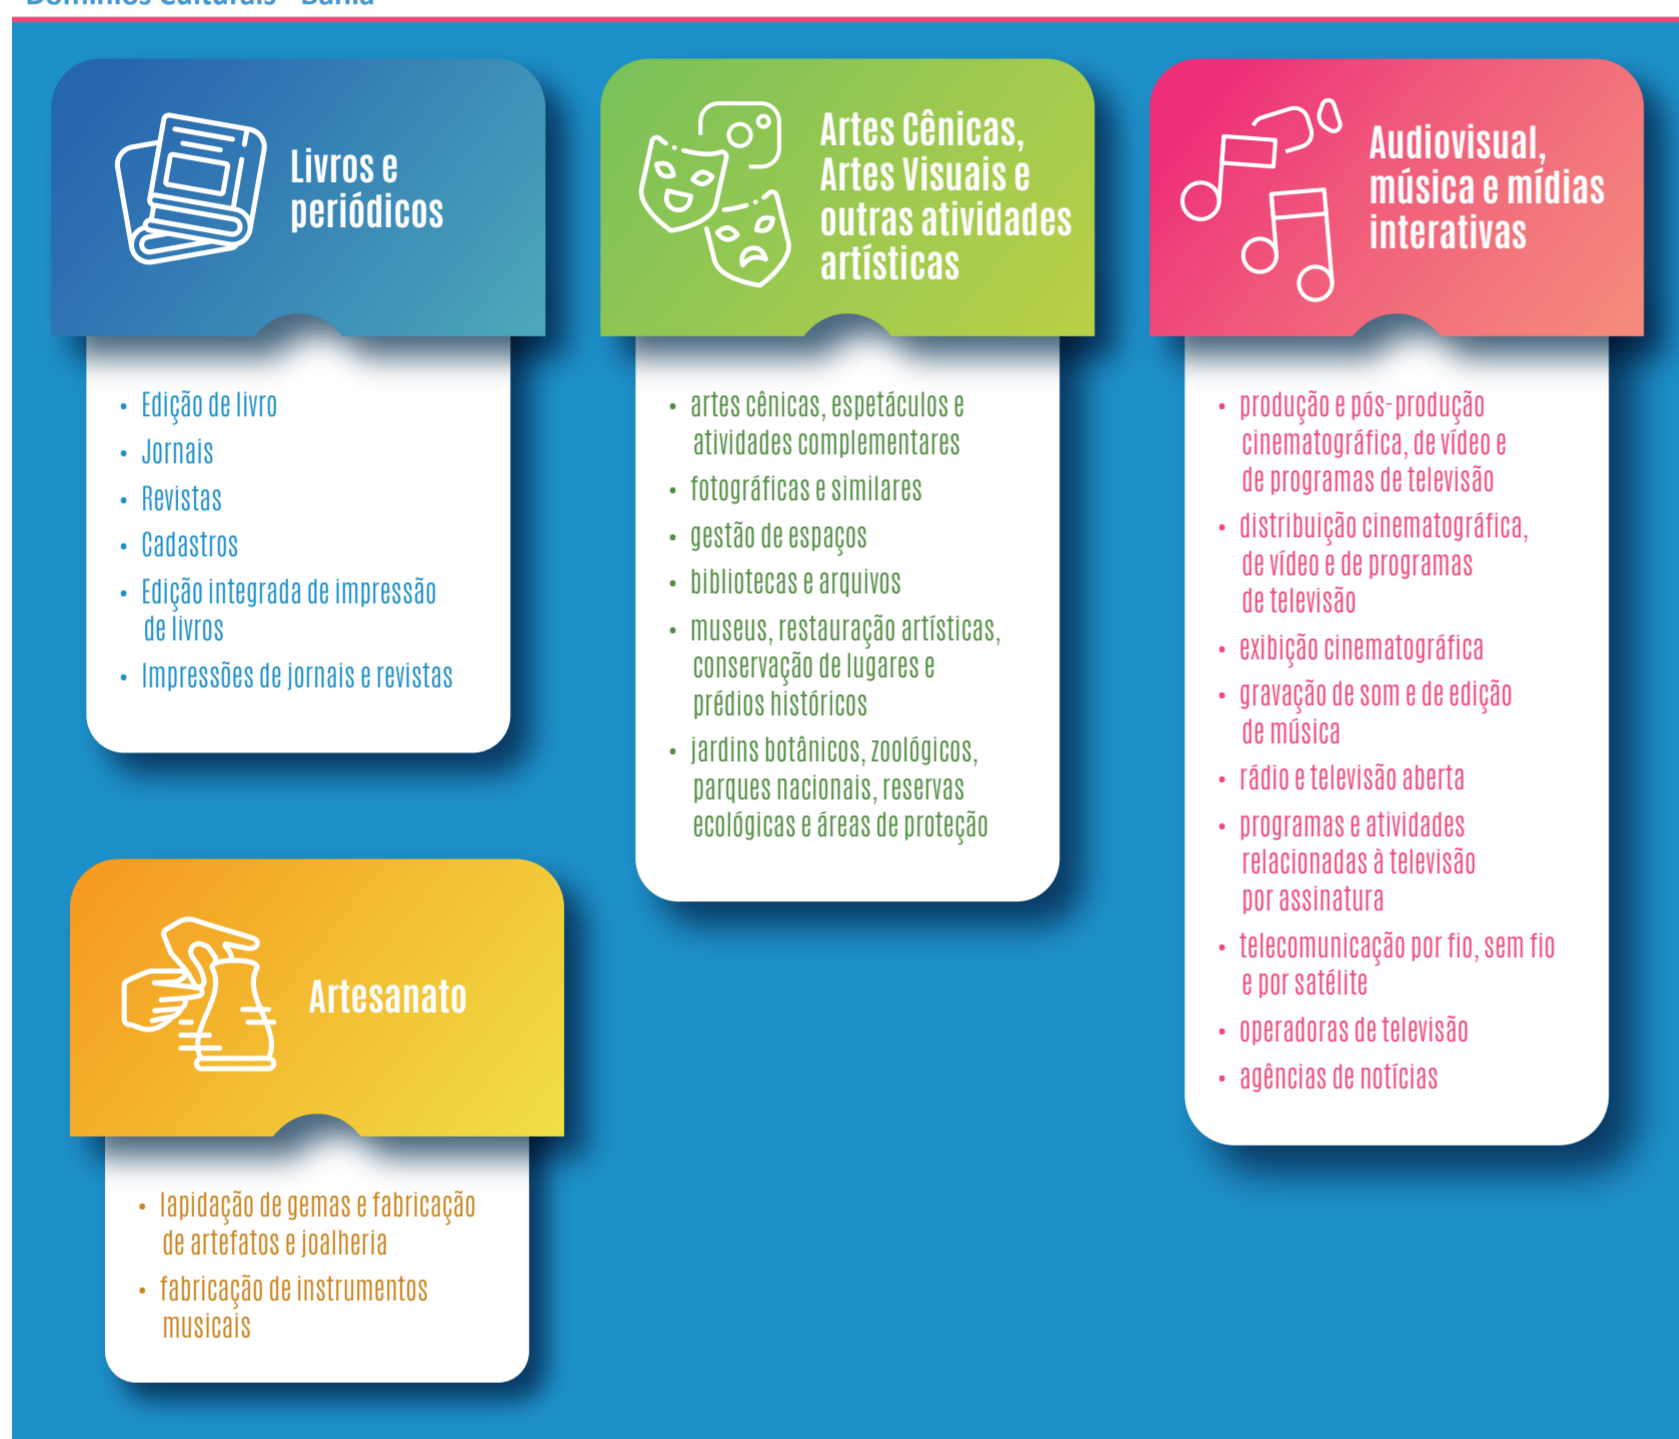 Domínios Culturais - Bahia
Livros e
periódicos
• Edição de livro
• Jornais
• Revistas
• Cadastros
• Edição integrada de impressão
de livros
• Impressões de jornais e revistas
Artes Cênicas,
Artes Visuais e
outras atividades
artísticas
• artes cênicas, espetáculos e
atividades complementares
• fotográficas e similares
• gestão de espaços
• bibliotecas e arquivos
• museus, restauração artísticas,
conservação de lugares e
prédios históricos
• jardins botânicos, zoológicos,
parques nacionais, reservas
ecológicas e áreas de proteção
Audiovisual,
música e mídias
interativas
• produção e pós-produção
cinematográfica, de vídeo e
de programas de televisão
• distribuição cinematográfica,
de vídeo e de programas
de televisão
• exibição cinematográfica
• gravação de som e de edição
de música
• rádio e televisão aberta
• programas e atividades
relacionadas à televisão
por assinatura
• telecomunicação por fio, sem fio
e por satélite
• operadoras de televisão
• agências de notícias
Artesanato
• lapidação de gemas e fabricação
de artefatos e joalheria
• fabricação de instrumentos
musicais